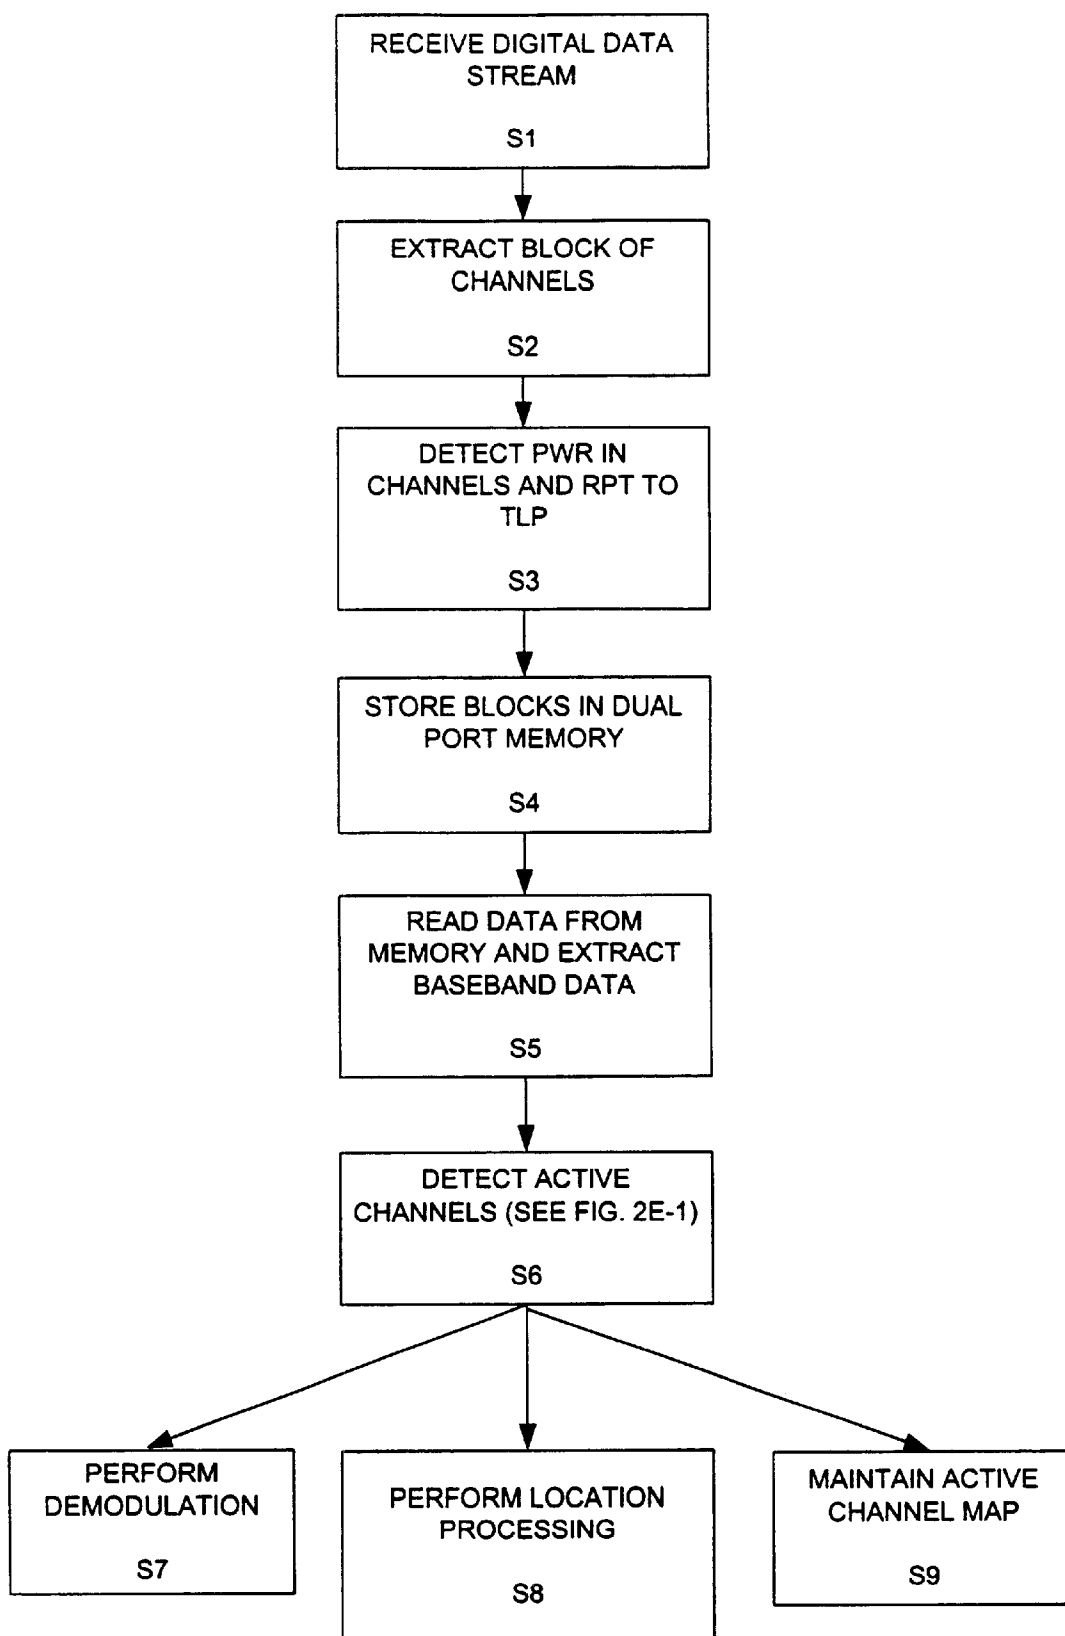 RECEIVE DIGITAL DATA
STREAM
S1
EXTRACT BLOCK OF
CHANNELS
S2
DETECT PWR IN
CHANNELS AND RPT TO
TLP
S3
STORE BLOCKS IN DUAL
PORT MEMORY
S4
READ DATA FROM
MEMORY AND EXTRACT
BASEBAND DATA
S5
DETECT ACTIVE
CHANNELS (SEE FIG. 2E-1)
S6
PERFORM
DEMODULATION
S7
PERFORM LOCATION
PROCESSING
S8
MAINTAIN ACTIVE
CHANNEL MAP
S9